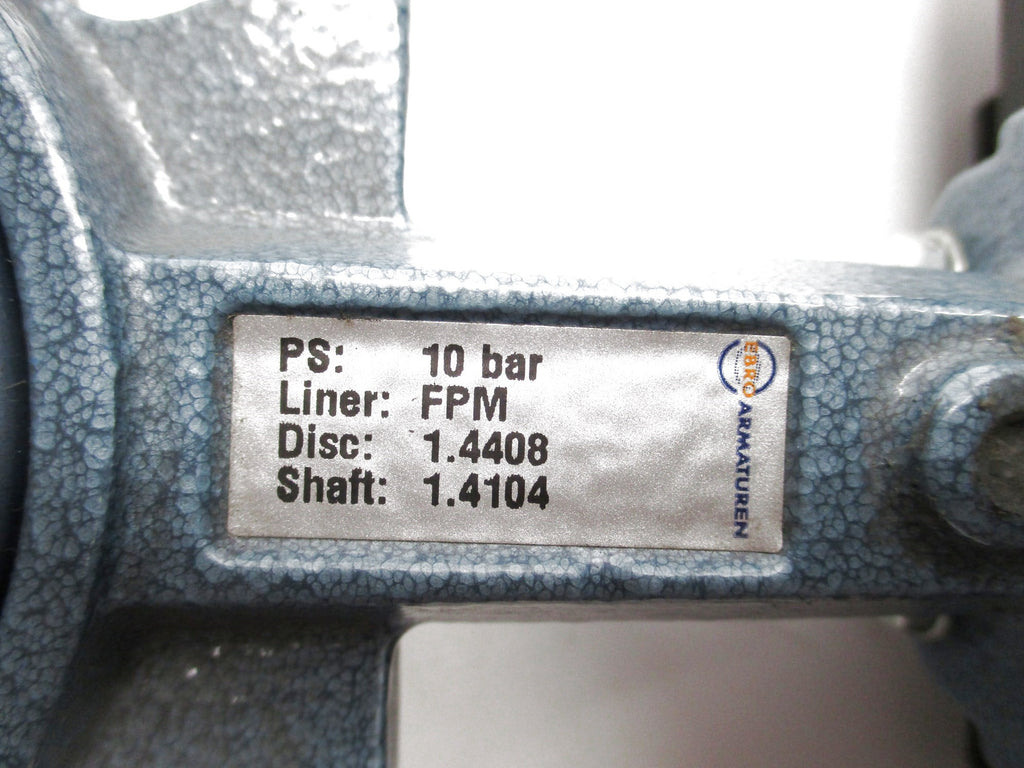 PS: 10 bar
Liner: FPM
Disc: 1.4408
Shaft: 1.4104
EBRO ARMATUREN